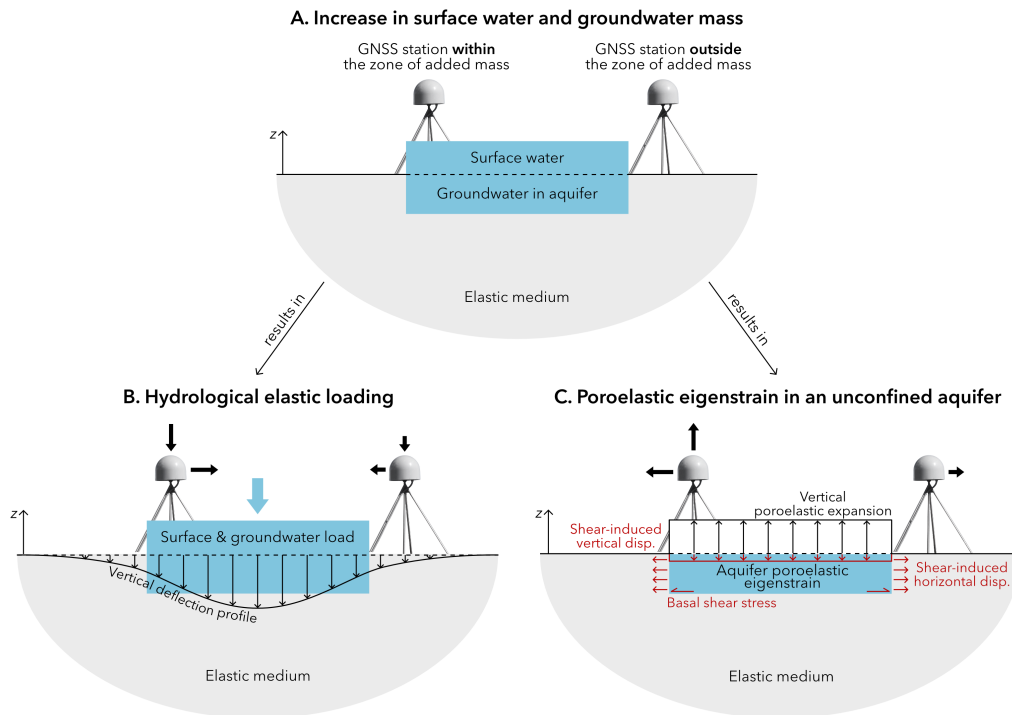 A. Increase in surface water and groundwater mass
GNSS station within
the zone of added mass
GNSS station outside
the zone of added mass
z
Surface water
Groundwater in aquifer
Elastic medium
results in
results in
B. Hydrological elastic loading
z
Surface & groundwater load
Vertical deflection profile
Elastic medium
C. Poroelastic eigenstrain in an unconfined aquifer
Vertical
poroelastic expansion
z
Shear-induced
vertical disp.
Aquifer poroelastic
eigenstrain
Shear-induced
horizontal disp.
Basal shear stress
Elastic medium